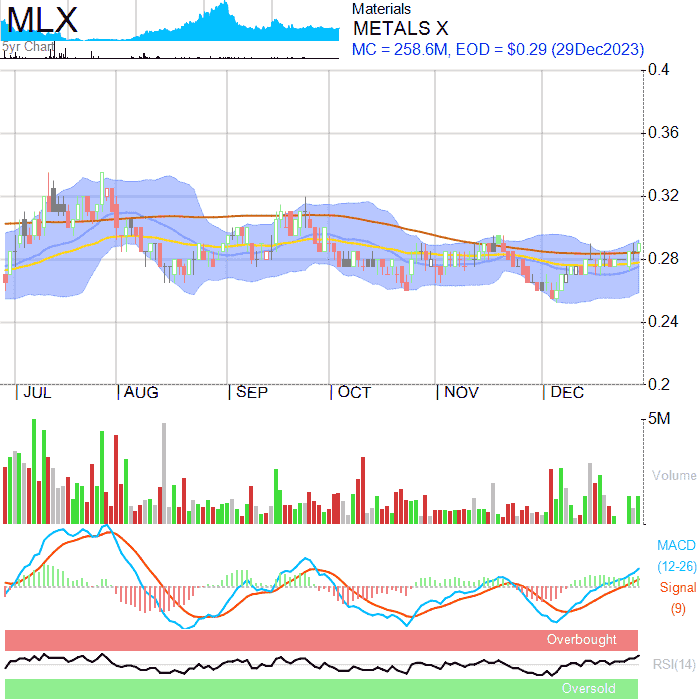 MLX
5yr Chart
Materials
METALS X
MC = 258.6M, EOD = $0.29 (29Dec2023)
0.4
0.36
0.32
0.28
0.24
0.2
JUL AUG SEP OCT NOV DEC
5M
Volume
MACD
(12-26)
Signal
(9)
Overbought
RSI(14)
Oversold